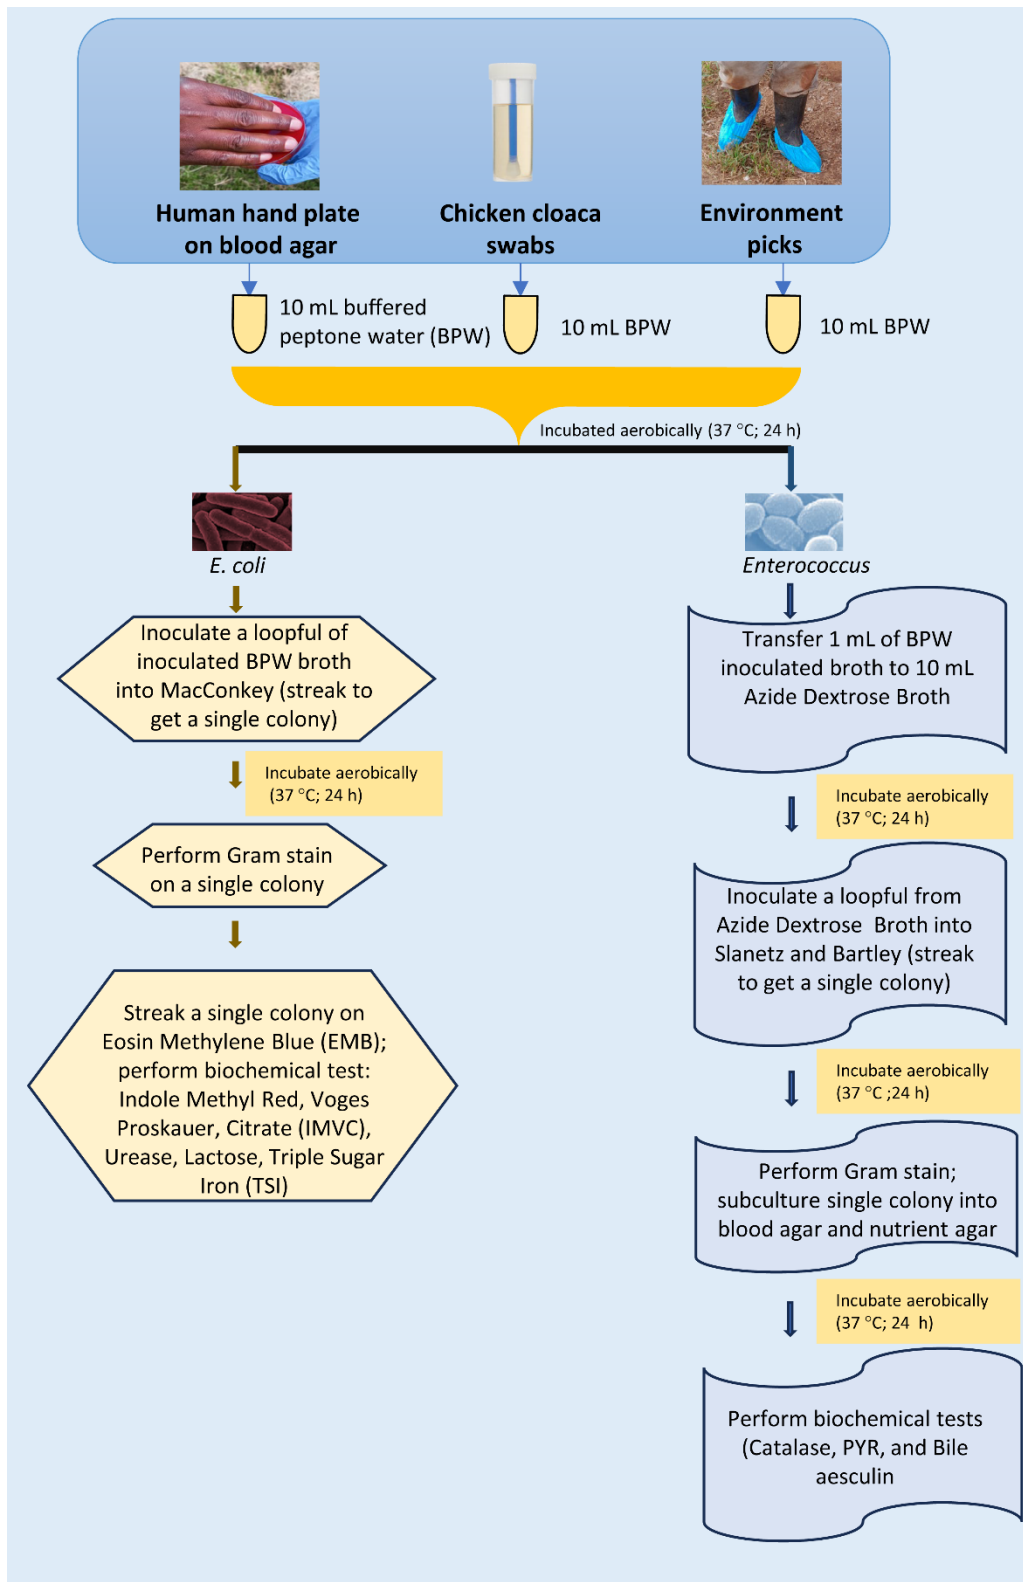 Human hand plate
on blood agar
Chicken cloaca
swabs
Environment
picks
10 mL buffered
peptone water (BPW)
10 mL BPW
10 mL BPW
Incubated aerobically (37 °C; 24 h)
E. coli
Inoculate a loopful of
inoculated BPW broth
into MacConkey (streak to
get a single colony)
Incubate aerobically
(37 °C; 24 h)
Perform Gram stain
on a single colony
Streak a single colony on
Eosin Methylene Blue (EMB);
perform biochemical test:
Indole Methyl Red, Voges
Proskauer, Citrate (IMVC),
Urease, Lactose, Triple Sugar
Iron (TSI)
Enterococcus
Transfer 1 mL of BPW
inoculated broth to 10 mL
Azide Dextrose Broth
Incubate aerobically
(37 °C; 24 h)
Inoculate a loopful from
Azide Dextrose Broth into
Slanetz and Bartley (streak
to get a single colony)
Incubate aerobically
(37 °C ;24 h)
Perform Gram stain;
subculture single colony into
blood agar and nutrient agar
Incubate aerobically
(37 °C; 24 h)
Perform biochemical tests
(Catalase, PYR, and Bile
aesculin